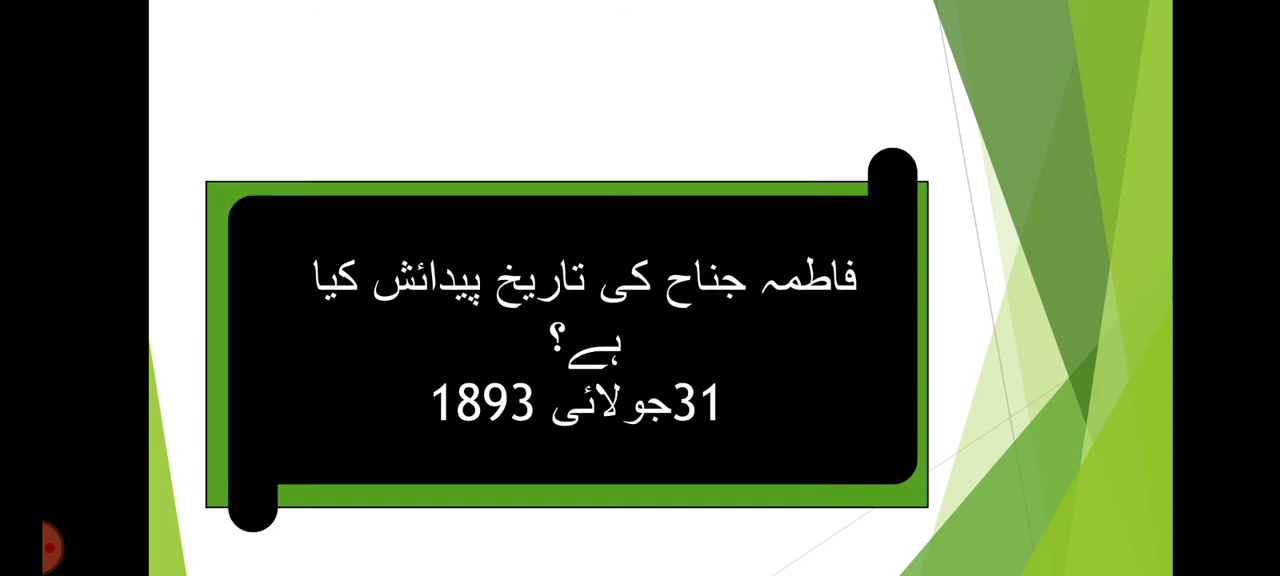 فاطمہ جناح کی تاریخ پیدائش کیا
ہے؟
31جولائی 1893